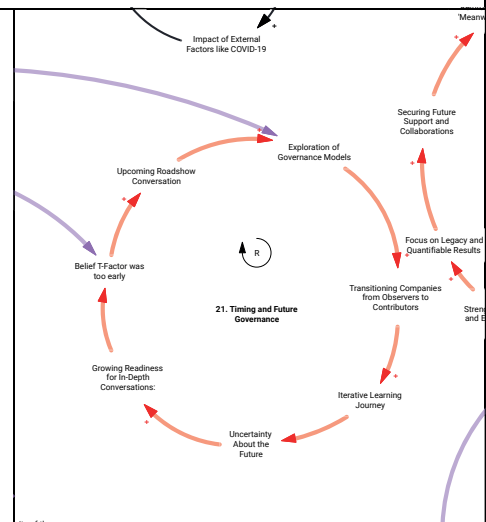 'Meanw
Impact of External
Factors like COVID-19
Securing Future
Support and
Collaborations
Exploration of
Governance Models
Upcoming Roadshow
Conversation
Focus on Legacy and
Quantifiable Results
R
Belief T-Factor was
too early
Transitioning Companies
from Observers to
Contributors
21. Timing and Future
Governance
Stren
and E
Growing Readiness
for In-Depth
Conversations:
Iterative Learning
Journey
Uncertainty
About the
Future